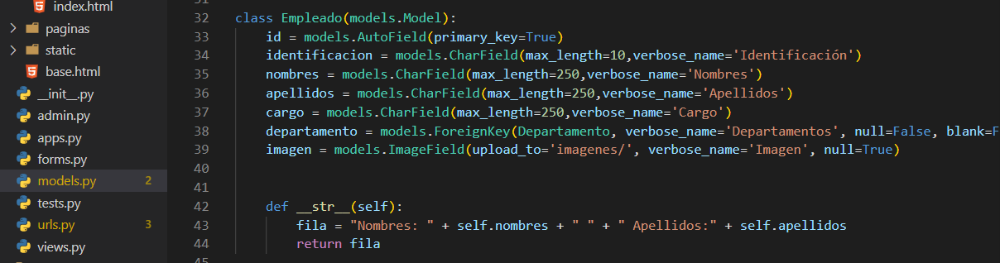 index.html
paginas
static
base.html
__init__.py
admin.py
apps.py
forms.py
models.py 2
tests.py
urls.py 3
views.py
32 class Empleado(models.Model):
33 id = models.AutoField(primary_key=True)
34 identificacion = models.CharField(max_length=10,verbose_name='Identificación')
35 nombres = models.CharField(max_length=250,verbose_name='Nombres')
36 apellidos = models.CharField(max_length=250,verbose_name='Apellidos')
37 cargo = models.CharField(max_length=250,verbose_name='Cargo')
38 departamento = models.ForeignKey(Departamento, verbose_name='Departamentos', null=False, blank=F
39 imagen = models.ImageField(upload_to='imagenes/', verbose_name='Imagen', null=True)
40
41
42 def __str__(self):
43 fila = "Nombres: " + self.nombres + " " + " Apellidos:" + self.apellidos
44 return fila